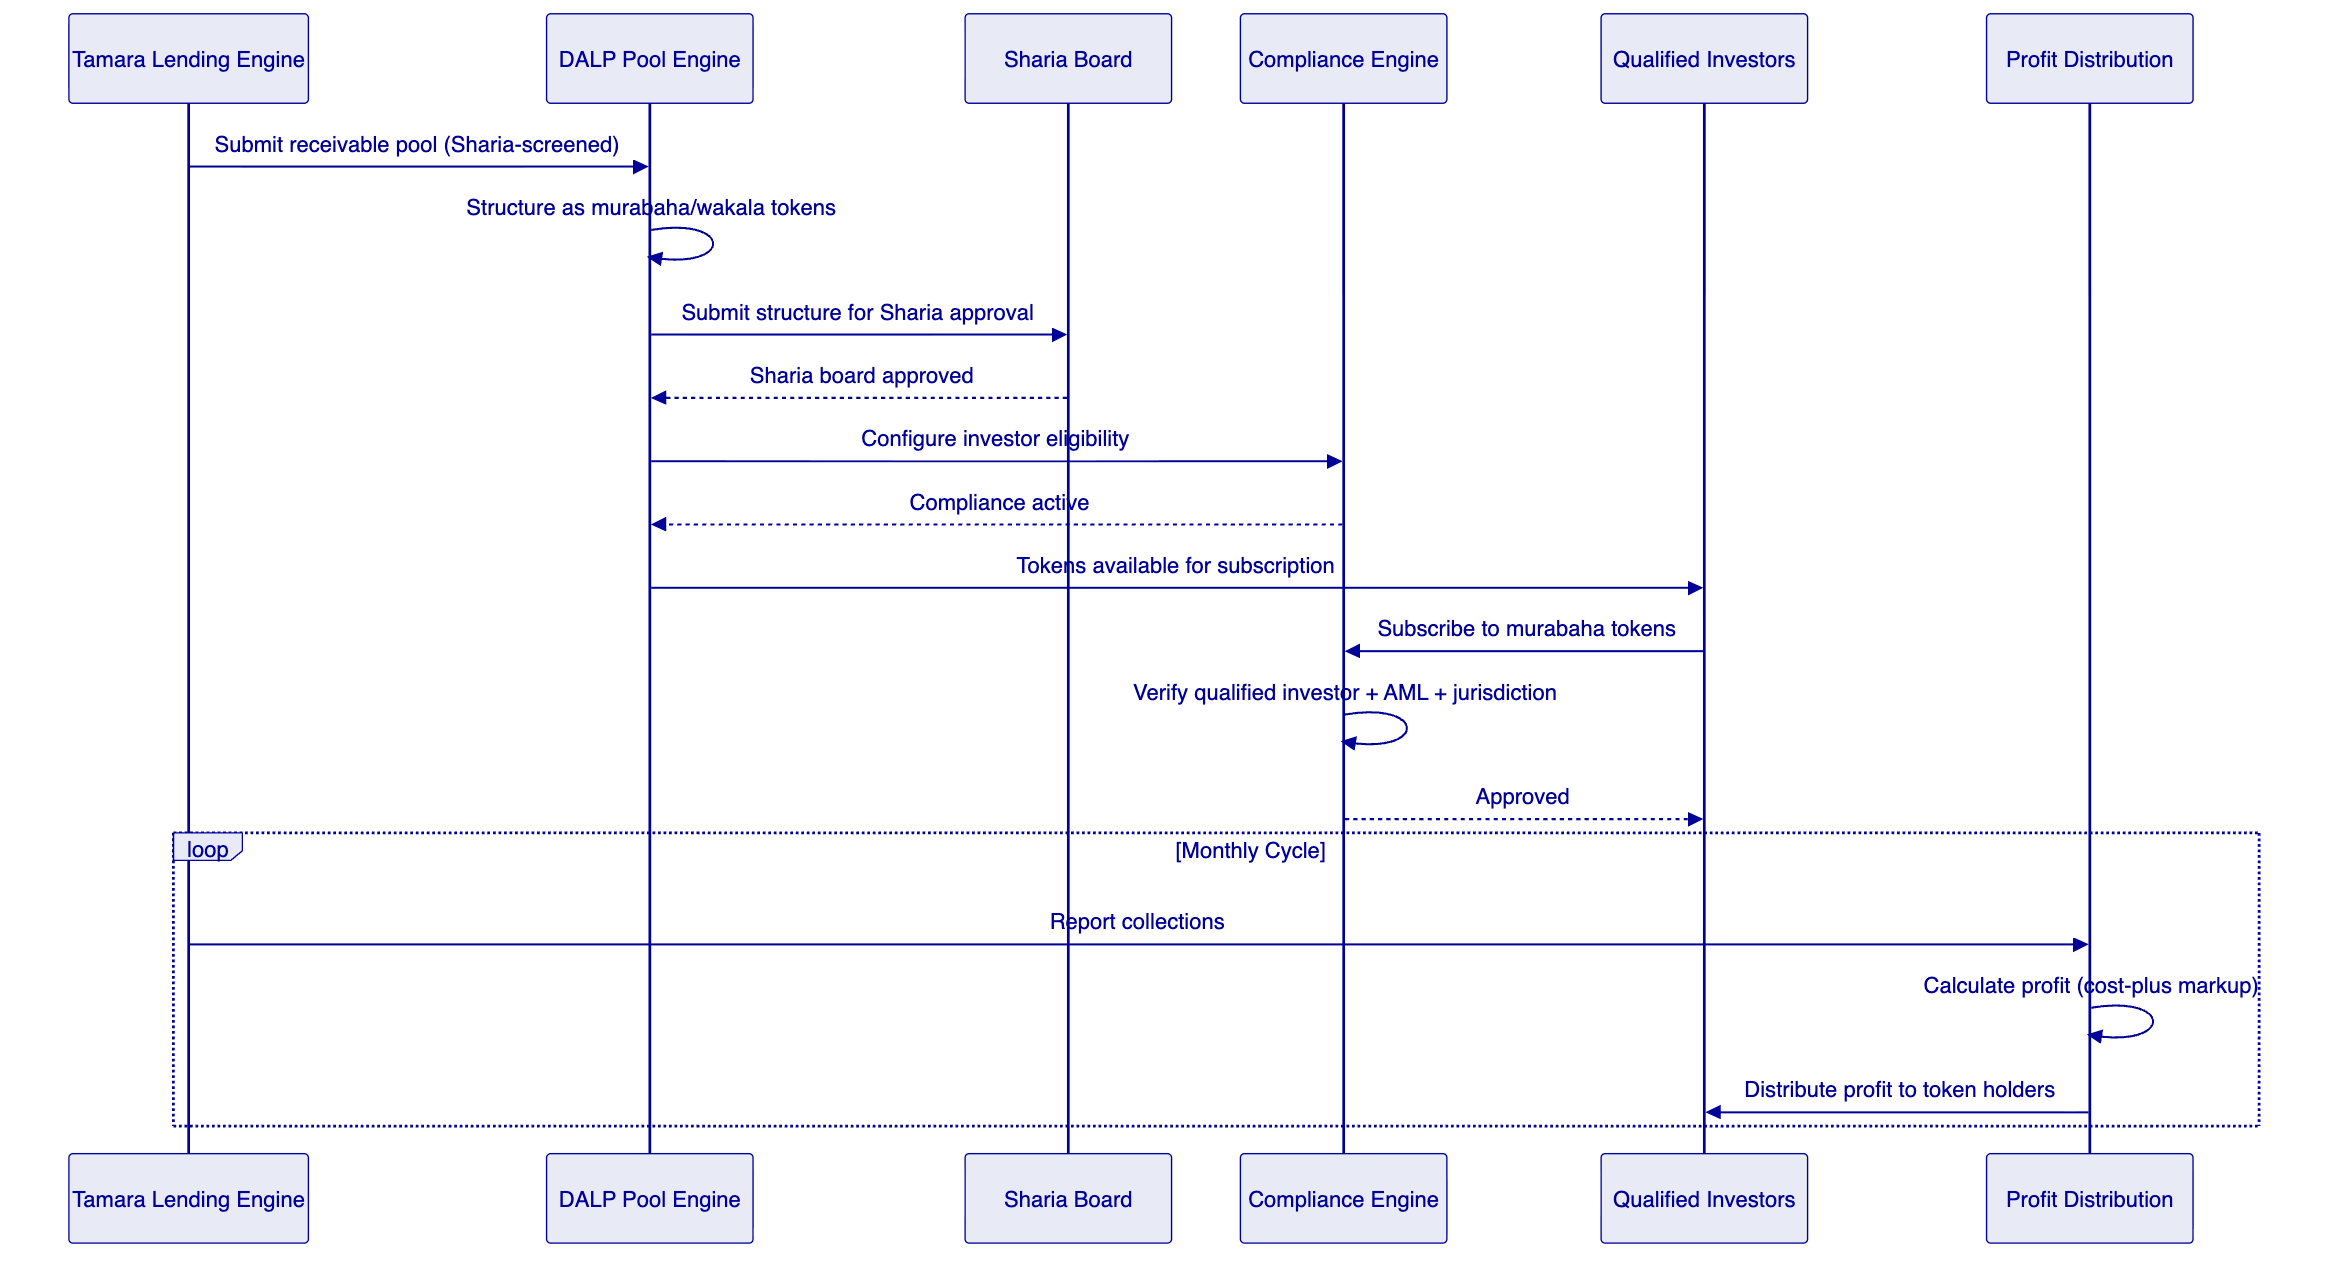 Tamara Lending Engine
DALP Pool Engine
Sharia Board
Compliance Engine
Qualified Investors
Profit Distribution
Submit receivable pool (Sharia-screened)
Structure as murabaha/wakala tokens
Submit structure for Sharia approval
Sharia board approved
Configure investor eligibility
Compliance active
Tokens available for subscription
Subscribe to murabaha tokens
Verify qualified investor + AML + jurisdiction
Approved
loop
[Monthly Cycle]
Report collections
Calculate profit (cost-plus markup)
Distribute profit to token holders
Tamara Lending Engine
DALP Pool Engine
Sharia Board
Compliance Engine
Qualified Investors
Profit Distribution